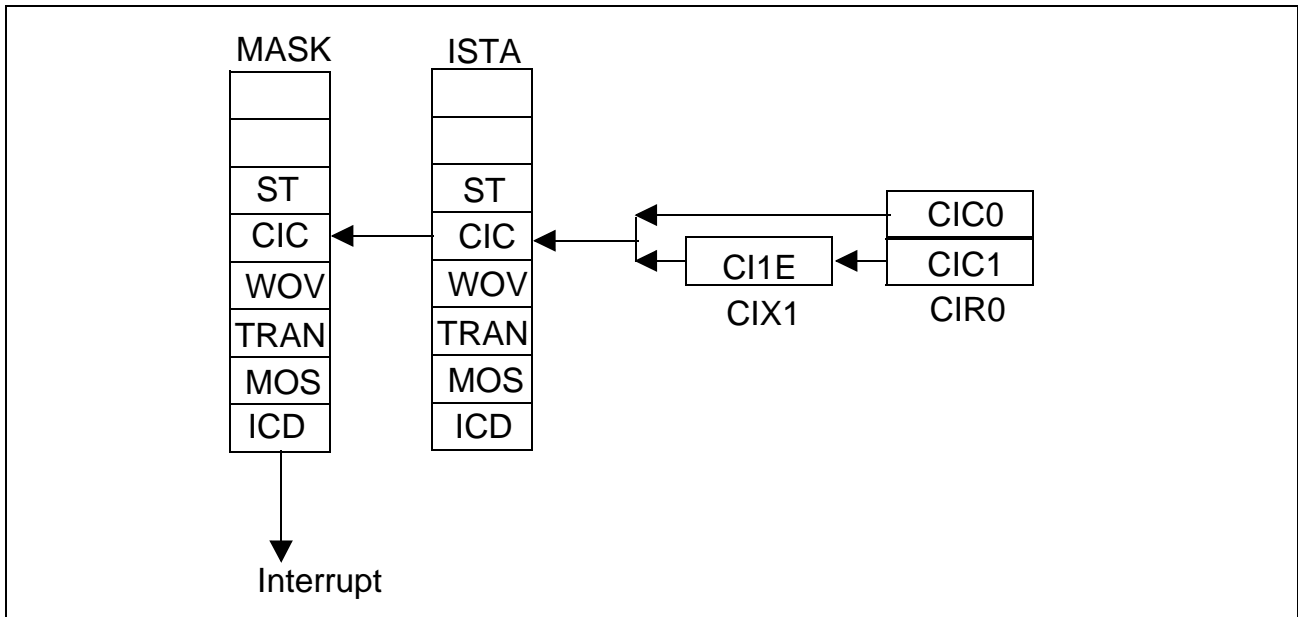 MASK
ISTA
ST
CIC
WOV
TRAN
MOS
ICD
ST
CIC
WOV
TRAN
MOS
ICD
CI1E
CIX1
CIC0
CIC1
CIR0
Interrupt